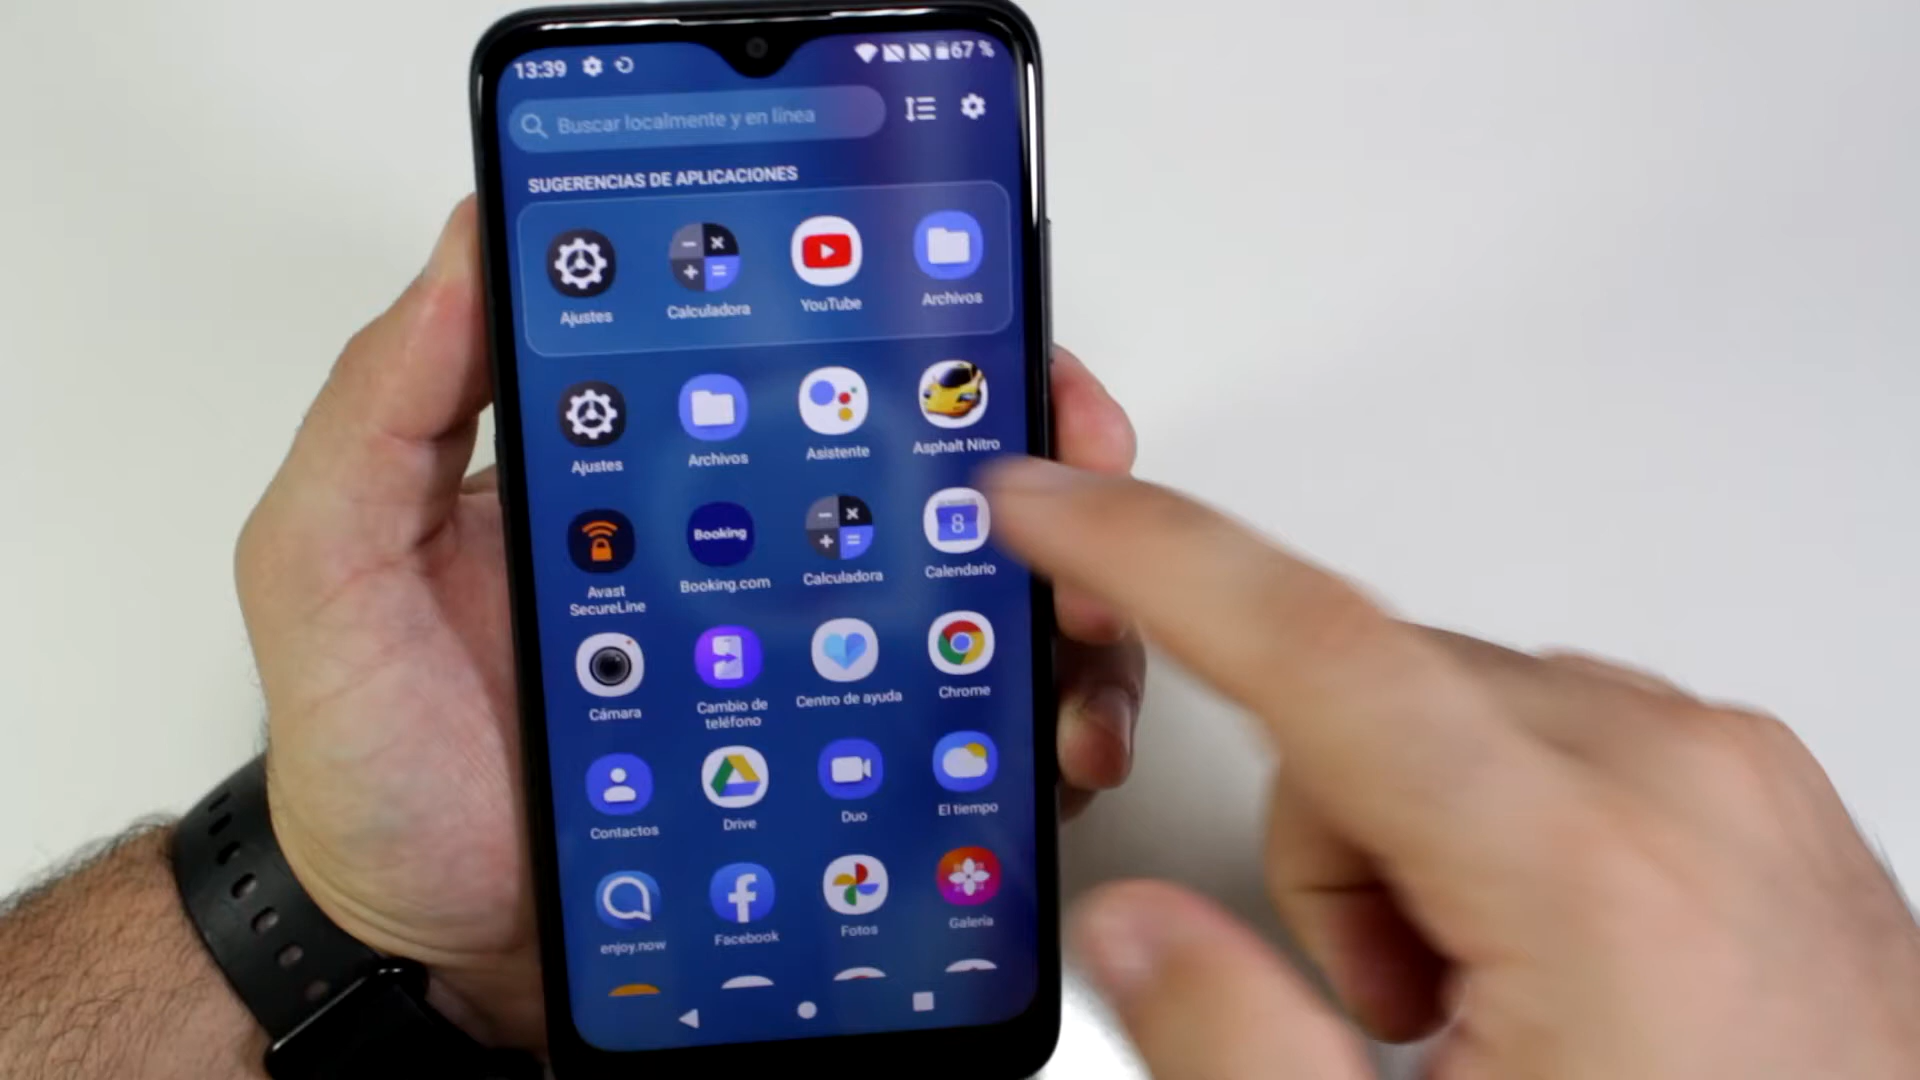 13:39
67 %
Buscar localmente y en línea
SUGERENCIAS DE APLICACIONES
Ajustes
Calculadora
YouTube
Archivos
Ajustes
Archivos
Asistente
Asphalt Nitro
Booking
8
Avast
SecureLine
Booking.com
Calculadora
Calendario
Cámara
Cambio de
teléfono
Centro de ayuda
Chrome
Contactos
Drive
Duo
El tiempo
enjoy.now
Facebook
Fotos
Galería